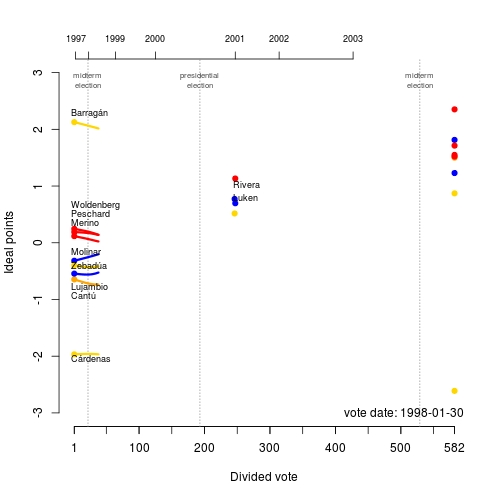 1997 1999 2000 2001 2002 2003
midterm election
presidential election
midterm election
Ideal points
3
2
1
0
-1
-2
-3
Barragán
Woldenberg
Peschard
Merino
Molinar
Zebadúa
Lujambio
Cantú
Cárdenas
Rivera
Luken
vote date: 1998-01-30
1 100 200 300 400 500 582
Divided vote